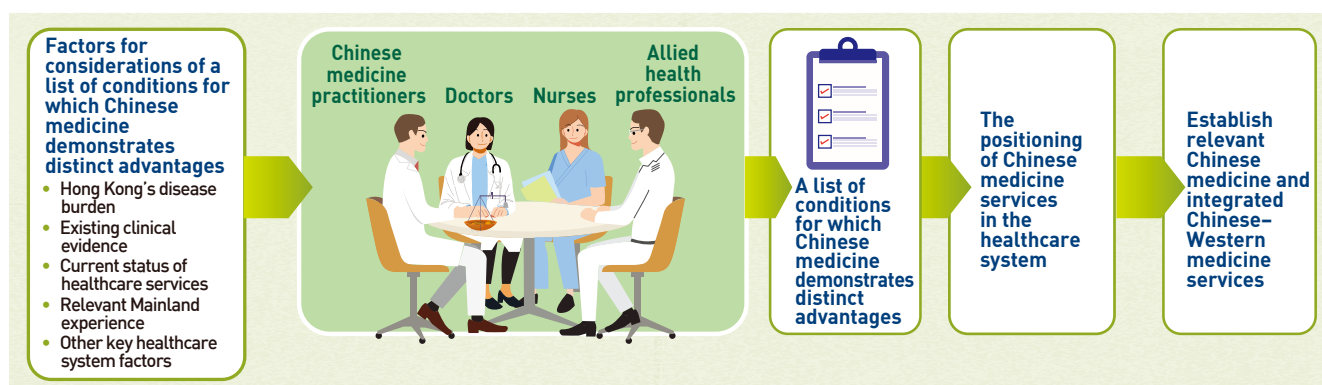 Factors for
considerations of a
list of conditions for
which Chinese
medicine
demonstrates
distinct advantages
• Hong Kong's disease
burden
• Existing clinical
evidence
• Current status of
healthcare services
• Relevant Mainland
experience
• Other key healthcare
system factors
Chinese
medicine
practitioners
Doctors
Nurses
Allied
health
professionals
A list of
conditions
for which
Chinese
medicine
demonstrates
distinct
advantages
The
positioning
of Chinese
medicine
services
in the
healthcare
system
Establish
relevant
Chinese
medicine and
integrated
Chinese–
Western
medicine
services